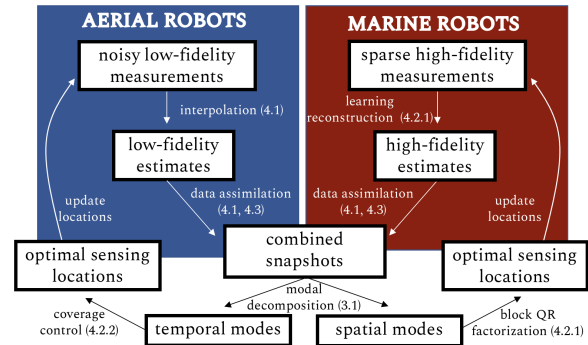 AERIAL ROBOTS
MARINE ROBOTS
noisy low-fidelity
measurements
sparse high-fidelity
measurements
interpolation (4.1)
learning
reconstruction (4.2.1)
low-fidelity
estimates
high-fidelity
estimates
data assimilation
(4.1, 4.3)
data assimilation
(4.1, 4.3)
update
locations
update
locations
optimal sensing
locations
combined
snapshots
optimal sensing
locations
modal
decomposition (3.1)
coverage
control (4.2.2)
temporal modes
spatial modes
block QR
factorization (4.2.1)